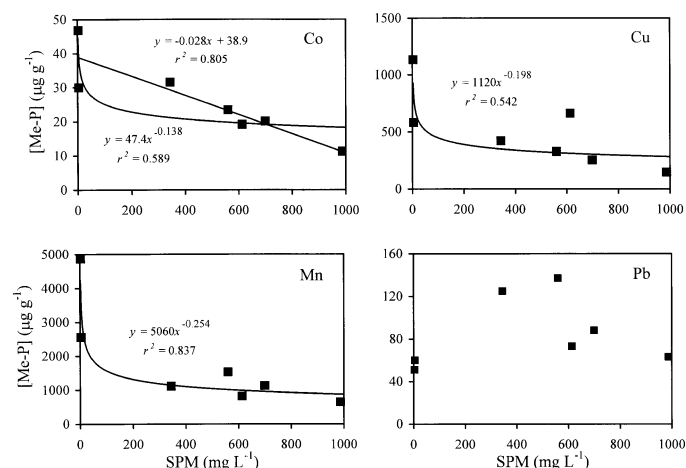 [Me-P] (μg g⁻¹)
50
40
30
20
10
0
y = -0.028x + 38.9
r² = 0.805
Co
y = 47.4x⁻⁰·¹³⁸
r² = 0.589
0 200 400 600 800 1000
1500
1000
500
0
Cu
y = 1120x⁻⁰·¹⁹⁸
r² = 0.542
0 200 400 600 800 1000
[Me-P] (μg g⁻¹)
5000
4000
3000
2000
1000
0
Mn
y = 5060x⁻⁰·²⁵⁴
r² = 0.837
0 200 400 600 800 1000
SPM (mg L⁻¹)
160
120
80
40
0
Pb
0 200 400 600 800 1000
SPM (mg L⁻¹)